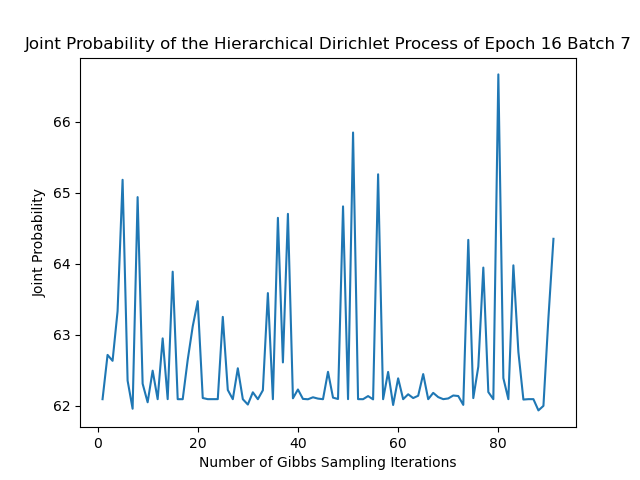 Joint Probability of the Hierarchical Dirichlet Process of Epoch 16 Batch 7
66
65
64
63
62
Joint Probability
0 20 40 60 80
Number of Gibbs Sampling Iterations